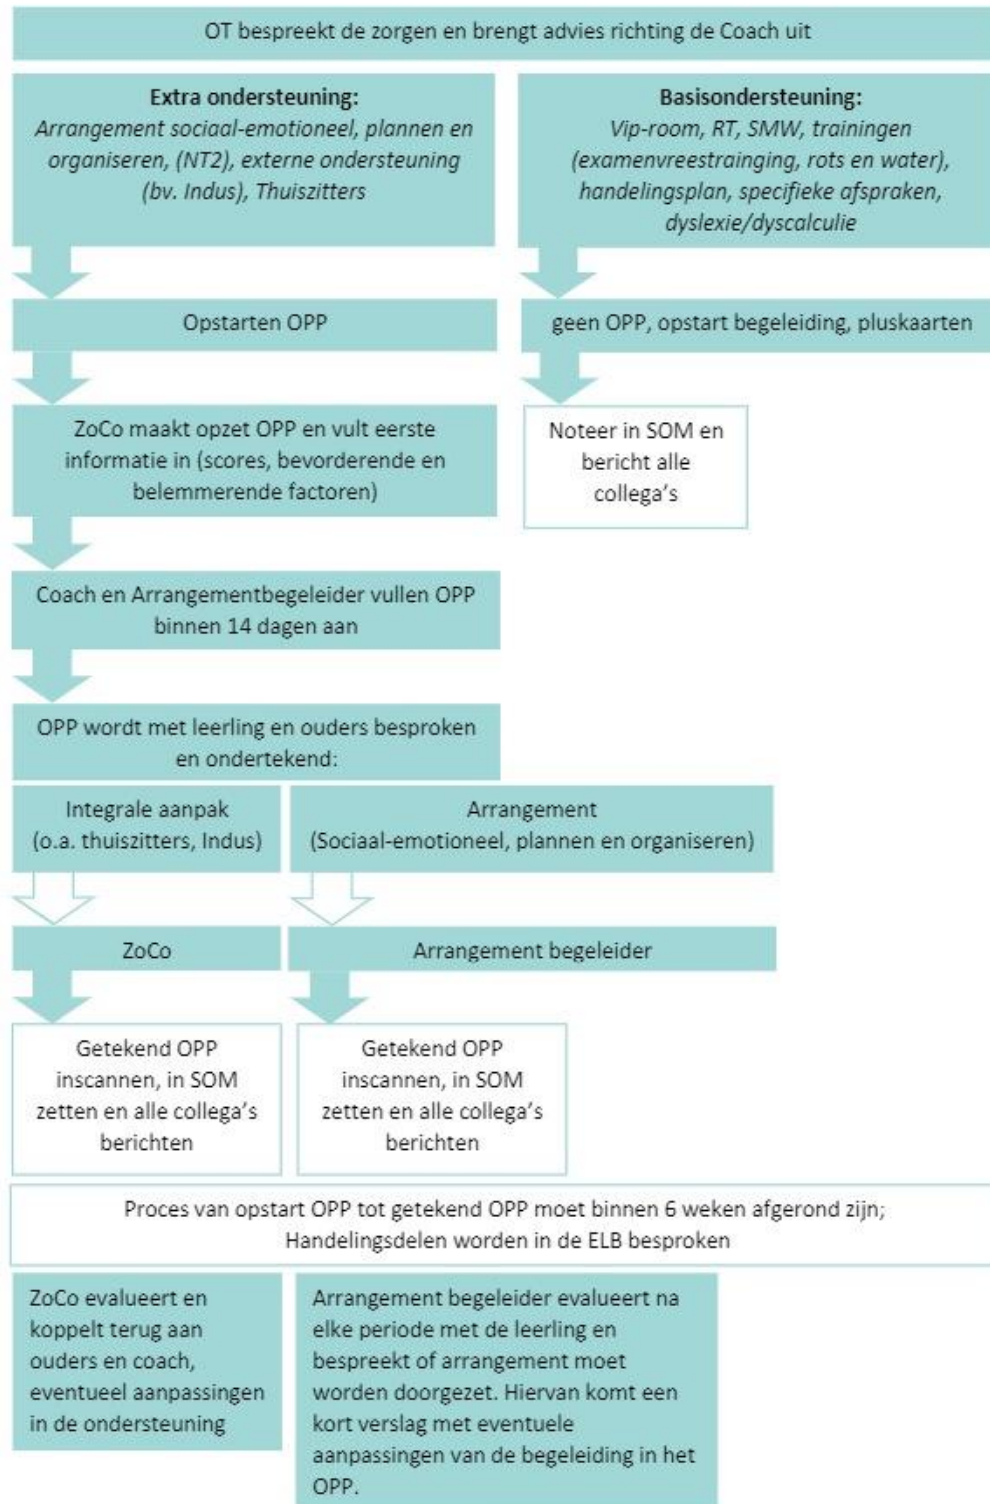 OT bespreekt de zorgen en brengt advies richting de Coach uit
Extra ondersteuning:
Arrangement sociaal-emotioneel, plannen en
organiseren, (NT2), externe ondersteuning
(bv. Indus), Thuiszitters
Basisondersteuning:
Vip-room, RT, SMW, trainingen
(examenvreestrainging, rots en water),
handelingsplan, specifieke afspraken,
dyslexie/dyscalculie
Opstarten OPP
geen OPP, opstart begeleiding, pluskaarten
ZoCo maakt opzet OPP en vult eerste
informatie in (scores, bevorderende en
belemmerende factoren)
Noteer in SOM en
bericht alle
collega's
Coach en Arrangementbegeleider vullen OPP
binnen 14 dagen aan
OPP wordt met leerling en ouders besproken
en ondertekend:
Integrale aanpak
(o.a. thuiszitters, Indus)
Arrangement
(Sociaal-emotioneel, plannen en organiseren)
ZoCo
Arrangement begeleider
Getekend OPP
inscannen, in SOM
zetten en alle collega's
berichten
Getekend OPP
inscannen, in SOM
zetten en alle collega's
berichten
Proces van opstart OPP tot getekend OPP moet binnen 6 weken afgerond zijn;
Handelingsdelen worden in de ELB besproken
ZoCo evalueert en
koppelt terug aan
ouders en coach,
eventueel aanpassingen
in de ondersteuning
Arrangement begeleider evalueert na
elke periode met de leerling en
bespreekt of arrangement moet
worden doorgezet. Hiervan komt een
kort verslag met eventuele
aanpassingen van de begeleiding in het
OPP.